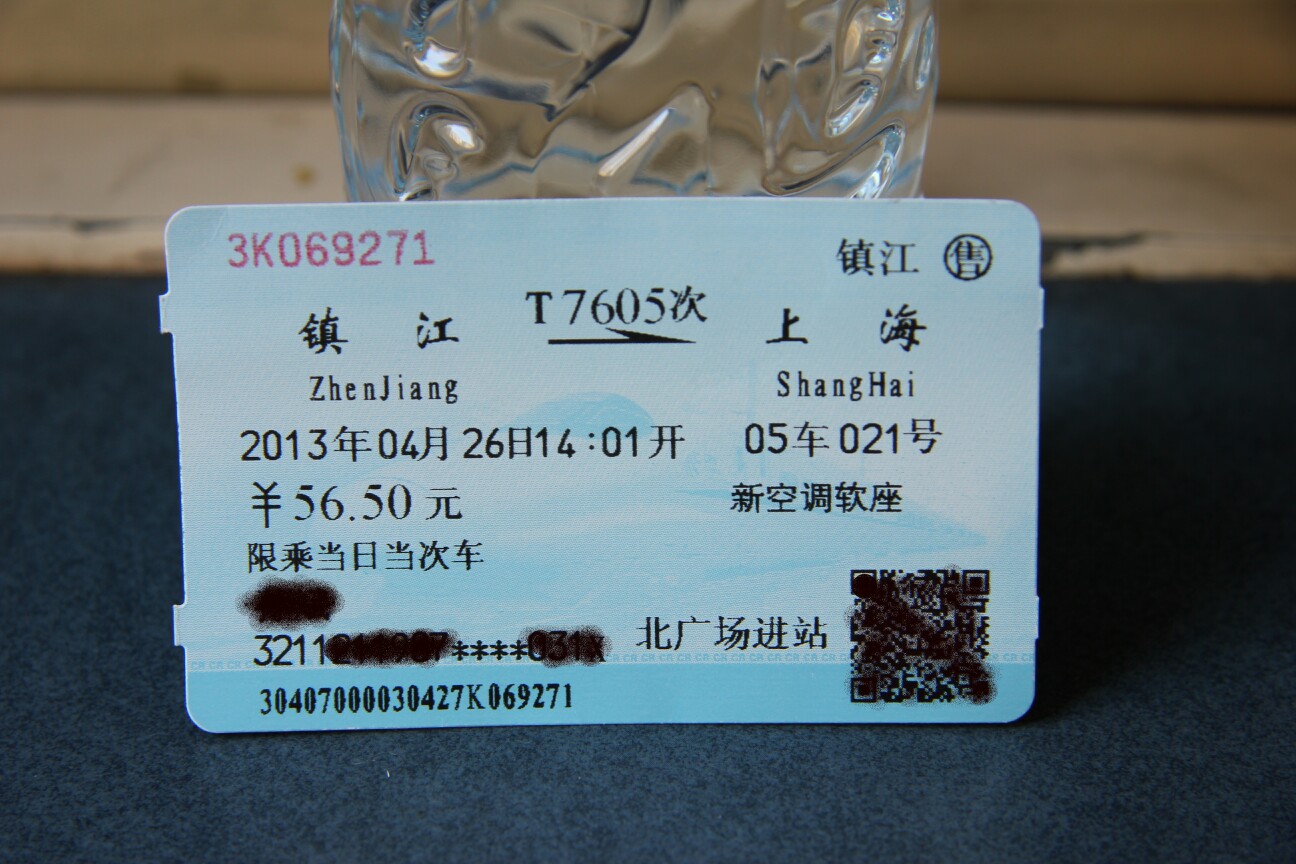 3K069271 镇江 售
镇江 T7605次 上海
ZhenJiang ShangHai
2013年04月26日14:01开 05车021号
¥56.50元 新空调软座
限乘当日当次车
3211 **** 北广场进站
30407000030427K069271